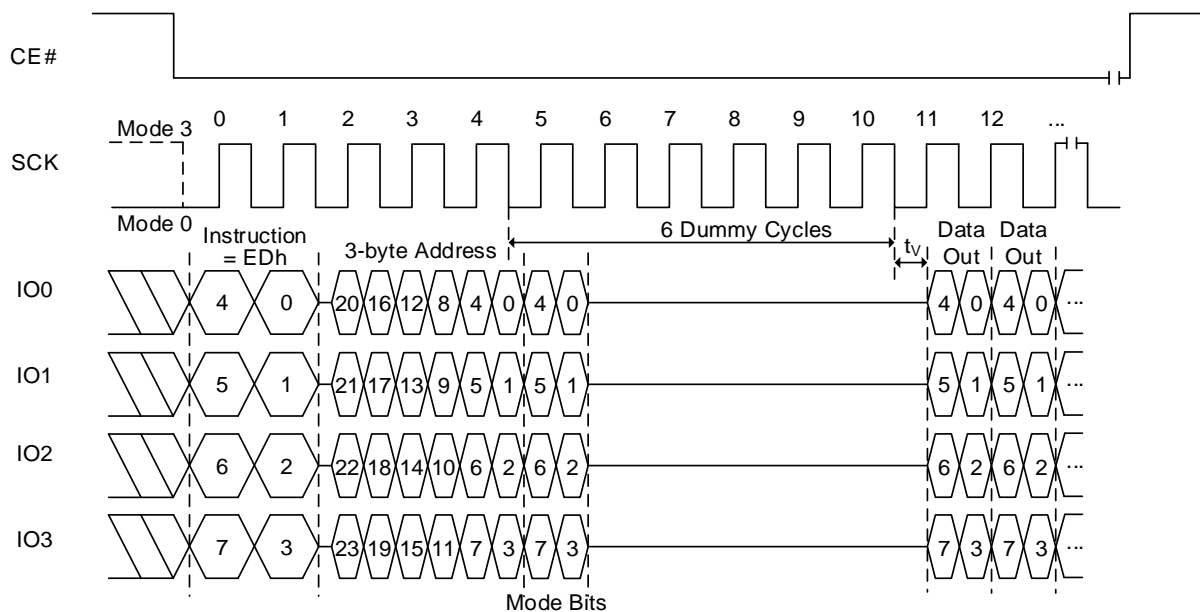 CE#
Mode 3
0 1 2 3 4 5 6 7 8 9 10 11 12 ...
SCK
Mode 0
Instruction
= EDh
3-byte Address
6 Dummy Cycles
tV
Data
Out
Data
Out
IO0 4 0 20 16 12 8 4 0 4 0 4 0 4 0 ...
IO1 5 1 21 17 13 9 5 1 5 1 5 1 5 1 ...
IO2 6 2 22 18 14 10 6 2 6 2 6 2 6 2 ...
IO3 7 3 23 19 15 11 7 3 7 3 7 3 7 3 ...
Mode Bits